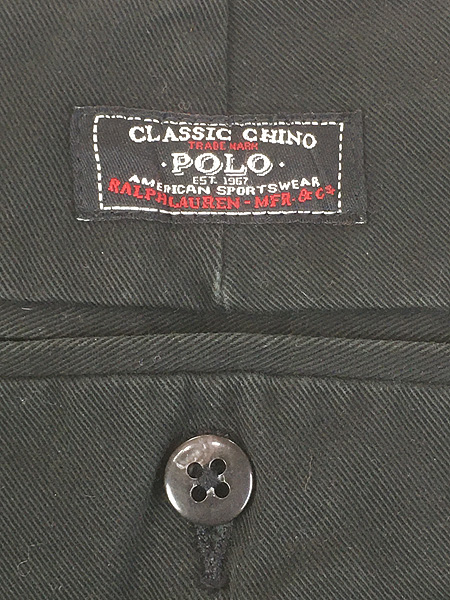 CLASSIC CHINO
TRADE MARK
·POLO·
EST. 1967
AMERICAN SPORTSWEAR
RALPH LAUREN - MFR. & Co.